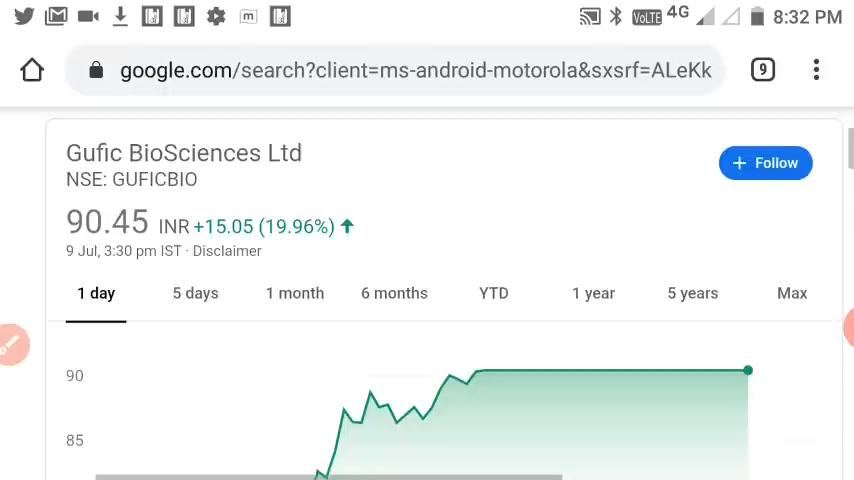 m VoLTE 4G 8:32 PM
google.com/search?client=ms-android-motorola&sxsrf=ALeKk 9
Gufic BioSciences Ltd
+ Follow
NSE: GUFICBIO
90.45 INR +15.05 (19.96%) ↑
9 Jul, 3:30 pm IST · Disclaimer
1 day 5 days 1 month 6 months YTD 1 year 5 years Max
90
85